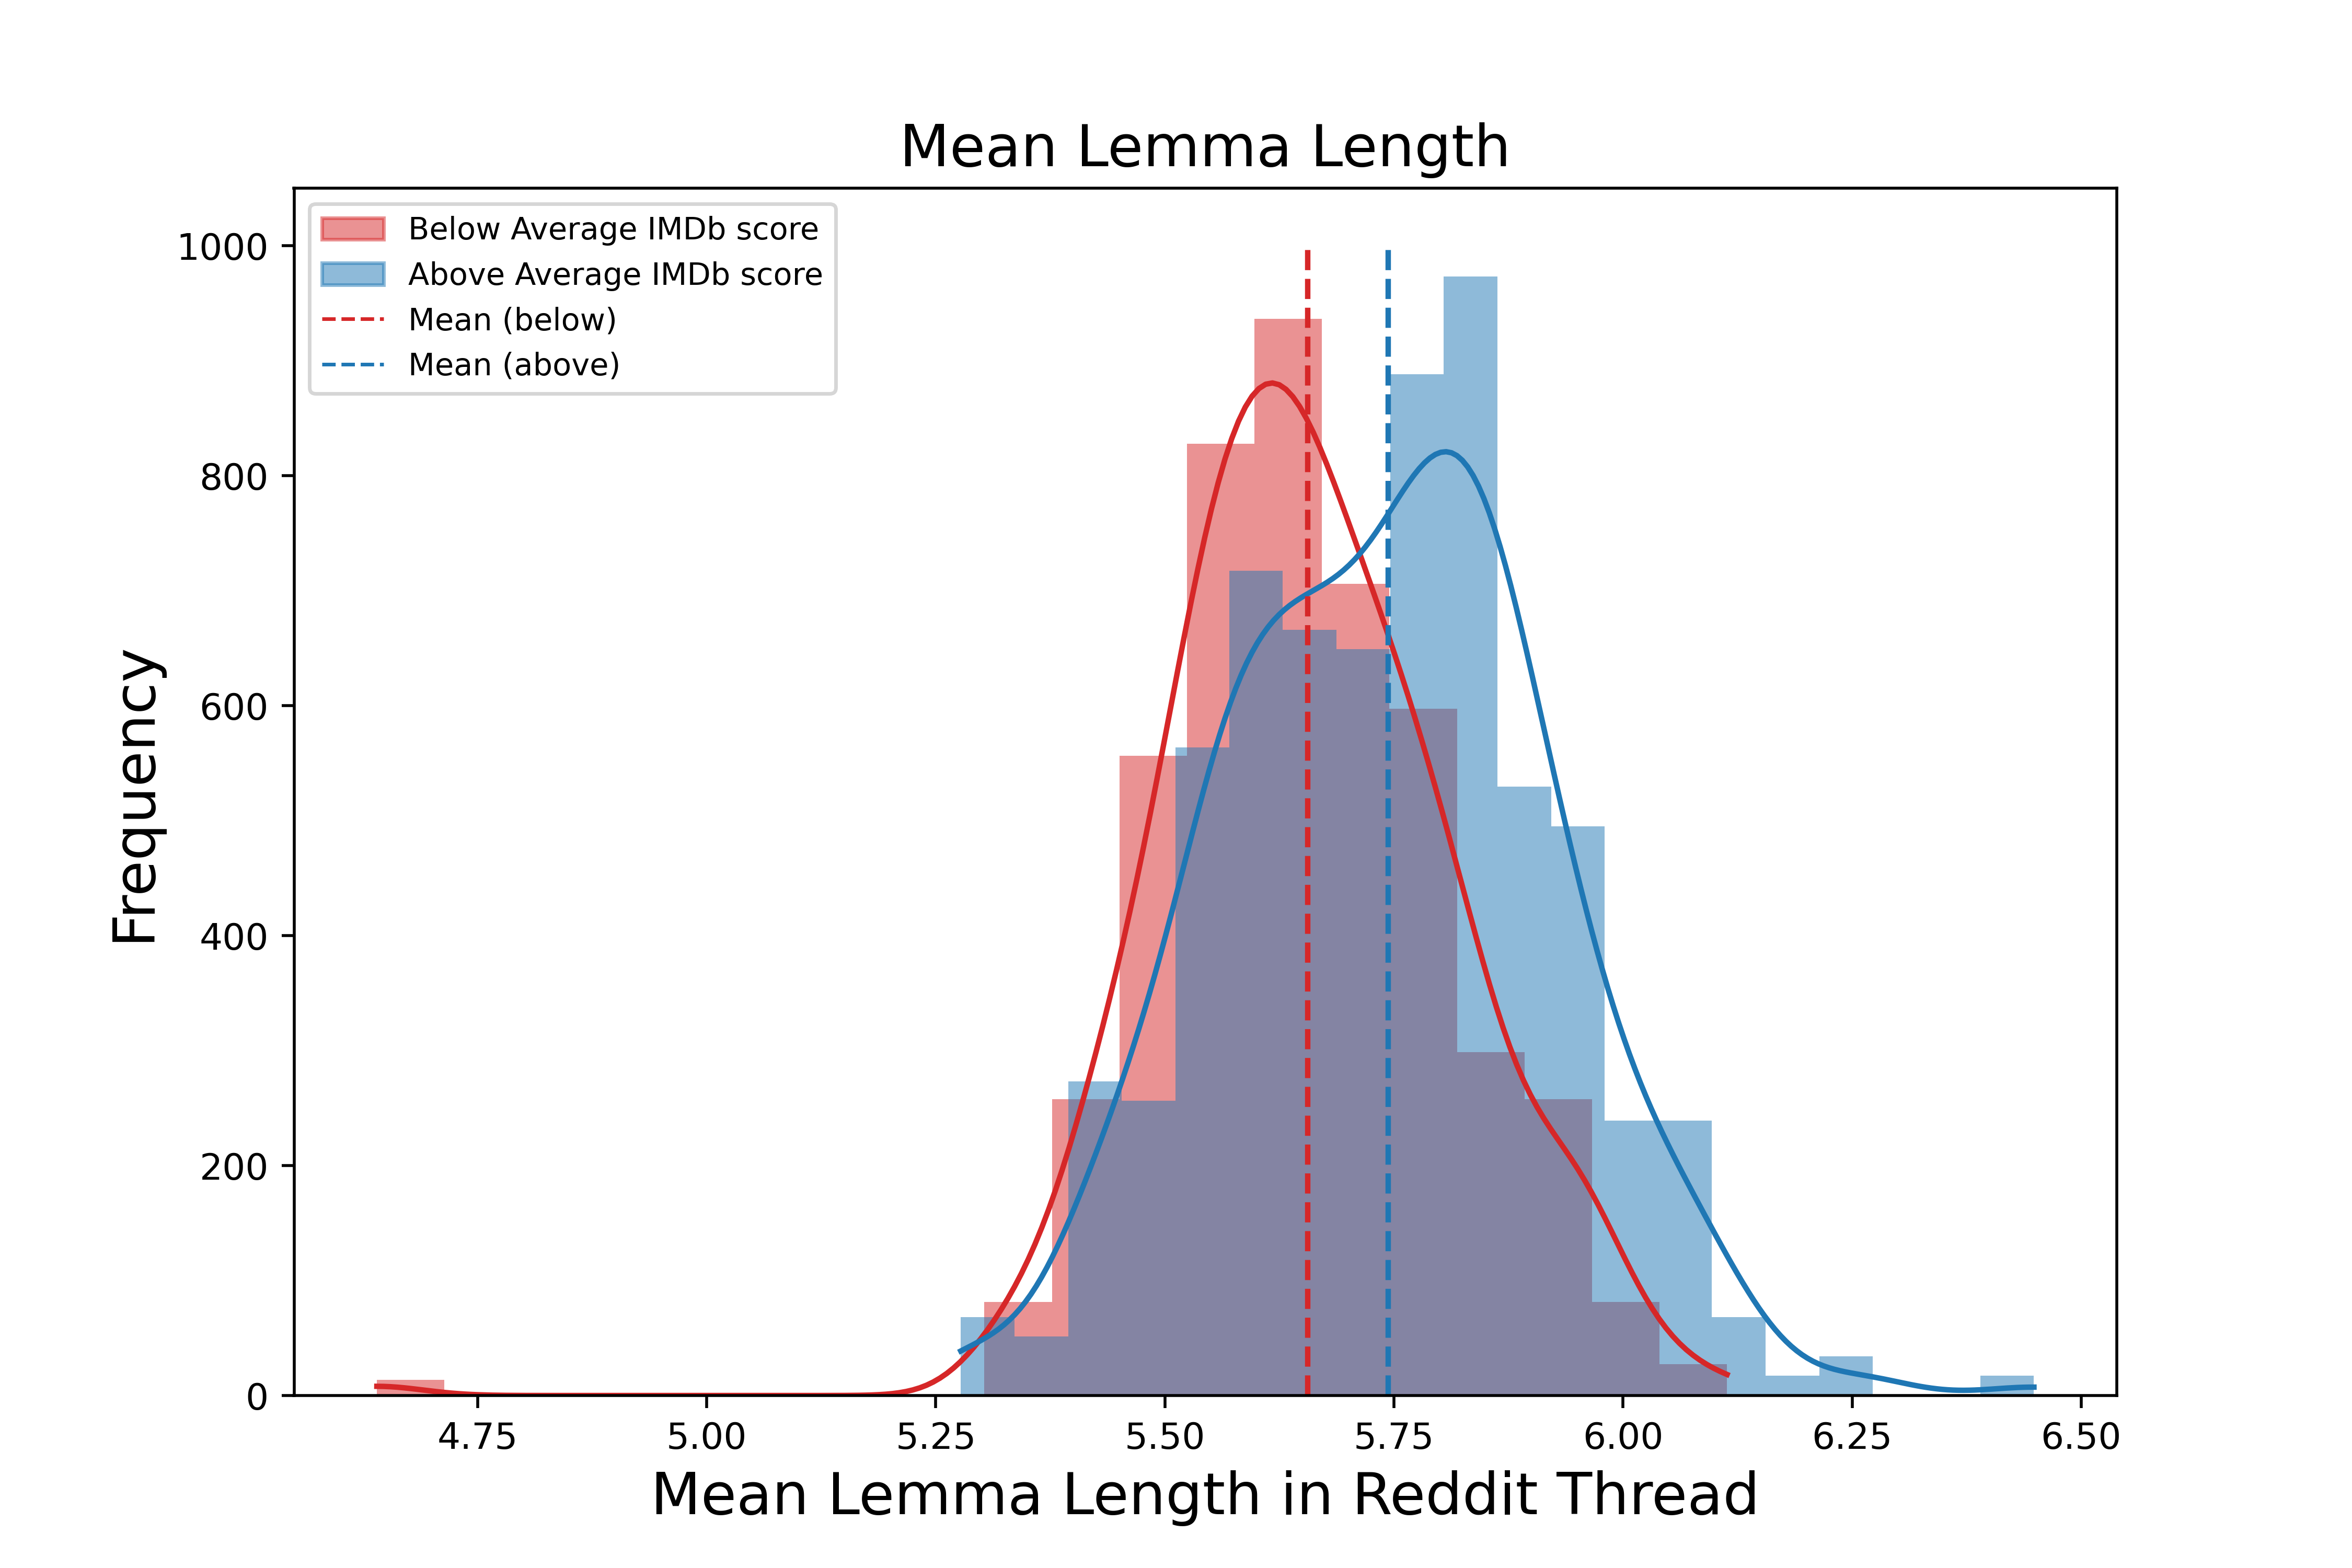 Mean Lemma Length
Below Average IMDb score
Above Average IMDb score
Mean (below)
Mean (above)
1000
800
600
400
200
0
Frequency
4.75 5.00 5.25 5.50 5.75 6.00 6.25 6.50
Mean Lemma Length in Reddit Thread